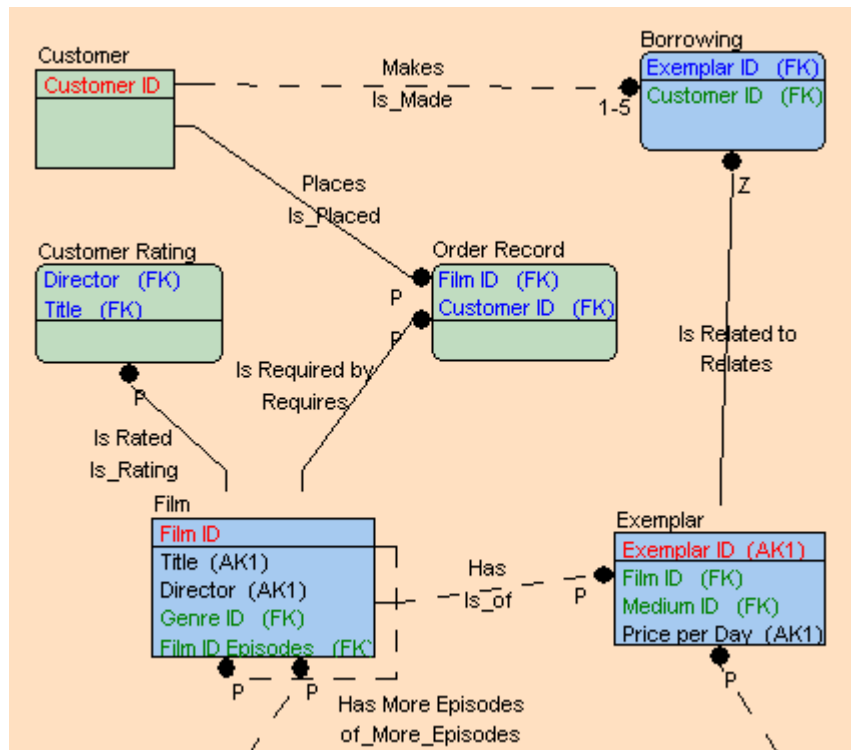 Customer
Customer ID
Makes
Is_Made
1-5
Borrowing
Exemplar ID (FK)
Customer ID (FK)
Z
Places
Is_Placed
P
Customer Rating
Director (FK)
Title (FK)
P
Order Record
Film ID (FK)
Customer ID (FK)
P
Is Required by
Requires
Is Related to
Relates
Is Rated
Is_Rating
Film
Film ID
Title (AK1)
Director (AK1)
Genre ID (FK)
Film ID Episodes (FK)
P
P
Has
Is_of
P
Exemplar
Exemplar ID (AK1)
Film ID (FK)
Medium ID (FK)
Price per Day (AK1)
P
Has More Episodes
of_More_Episodes